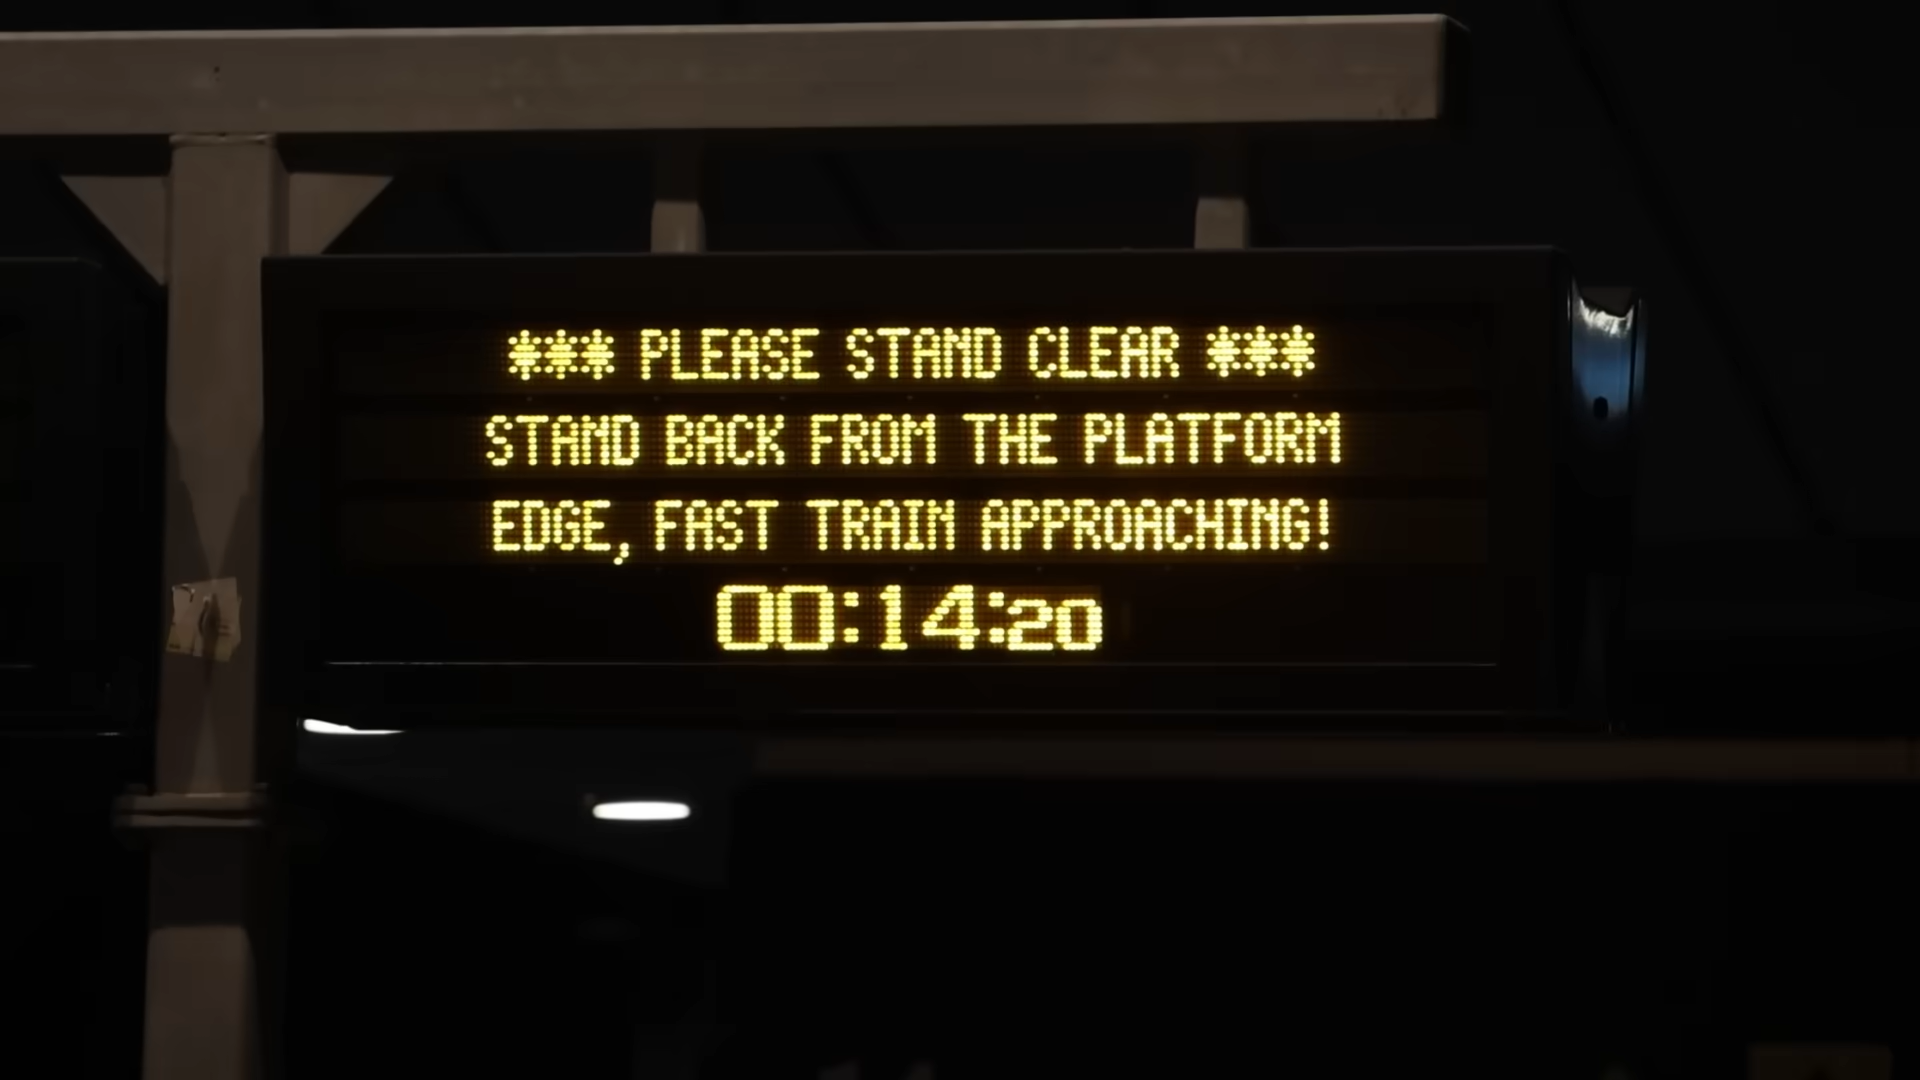 *** PLEASE STAND CLEAR ***
STAND BACK FROM THE PLATFORM
EDGE, FAST TRAIN APPROACHING!
00:14:20